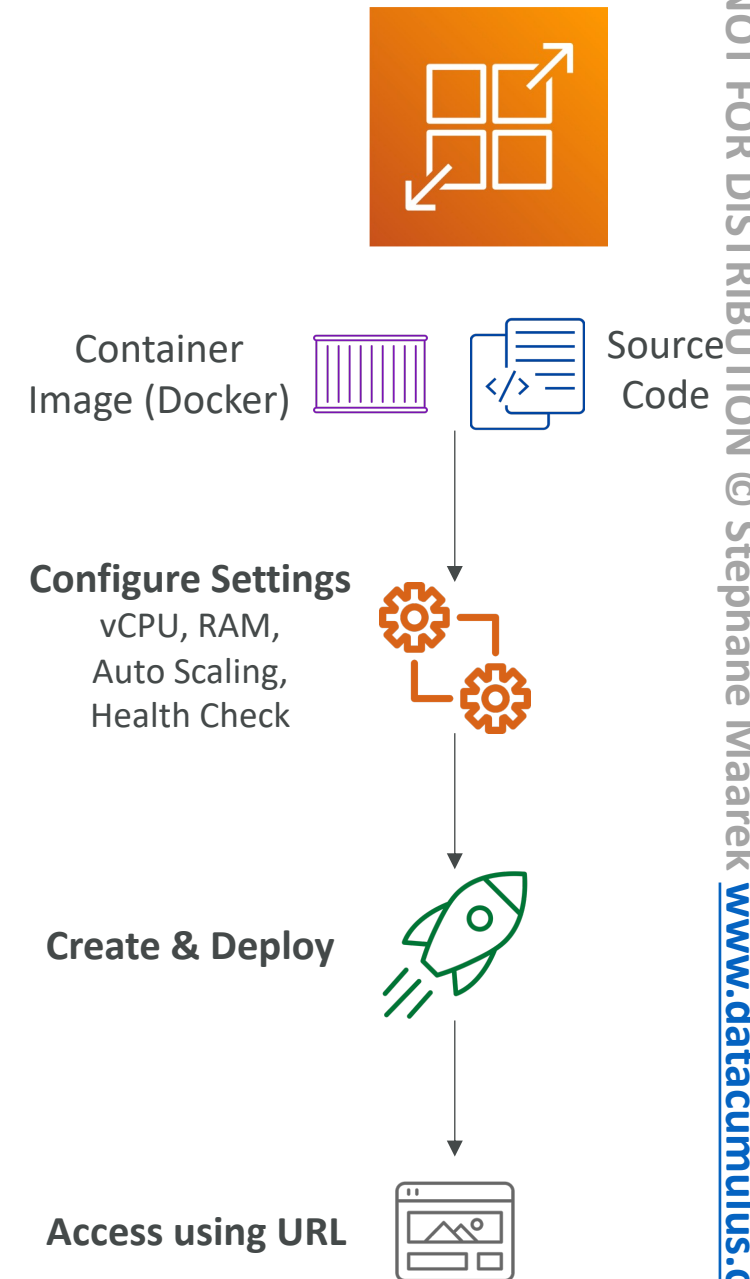 Container
Image (Docker)
Source
Code
</>
Configure Settings
vCPU, RAM,
Auto Scaling,
Health Check
Create & Deploy
Access using URL
NOT FOR DISTRIBUTION © Stephane Maarek www.datacumulus.c